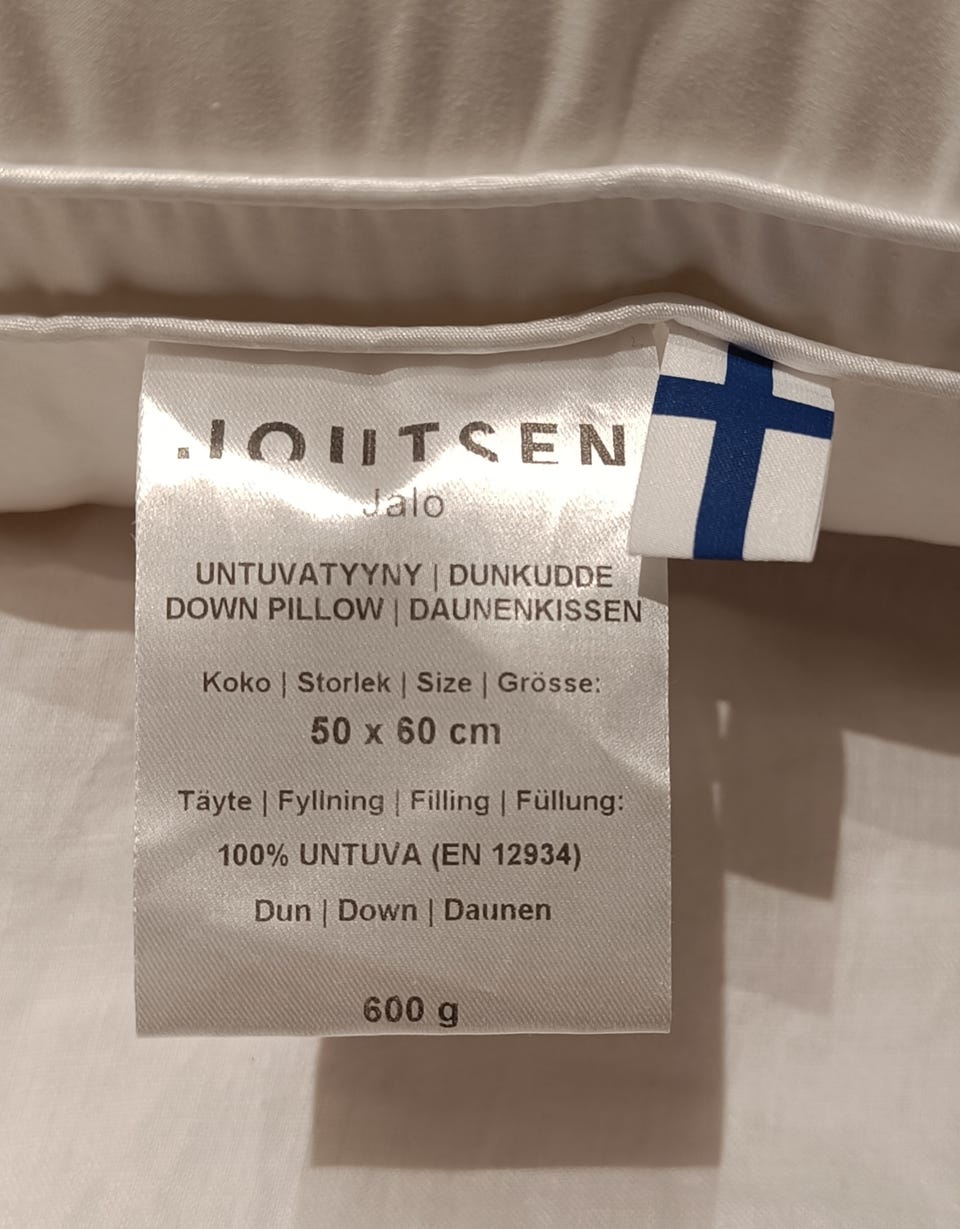 JOUTSEN
Jalo
UNTUVATYYNY | DUNKUDDE
DOWN PILLOW | DAUNENKISSEN
Koko | Storlek | Size | Grösse:
50 x 60 cm
Täyte | Fyllning | Filling | Füllung:
100% UNTUVA (EN 12934)
Dun | Down | Daunen
600 g